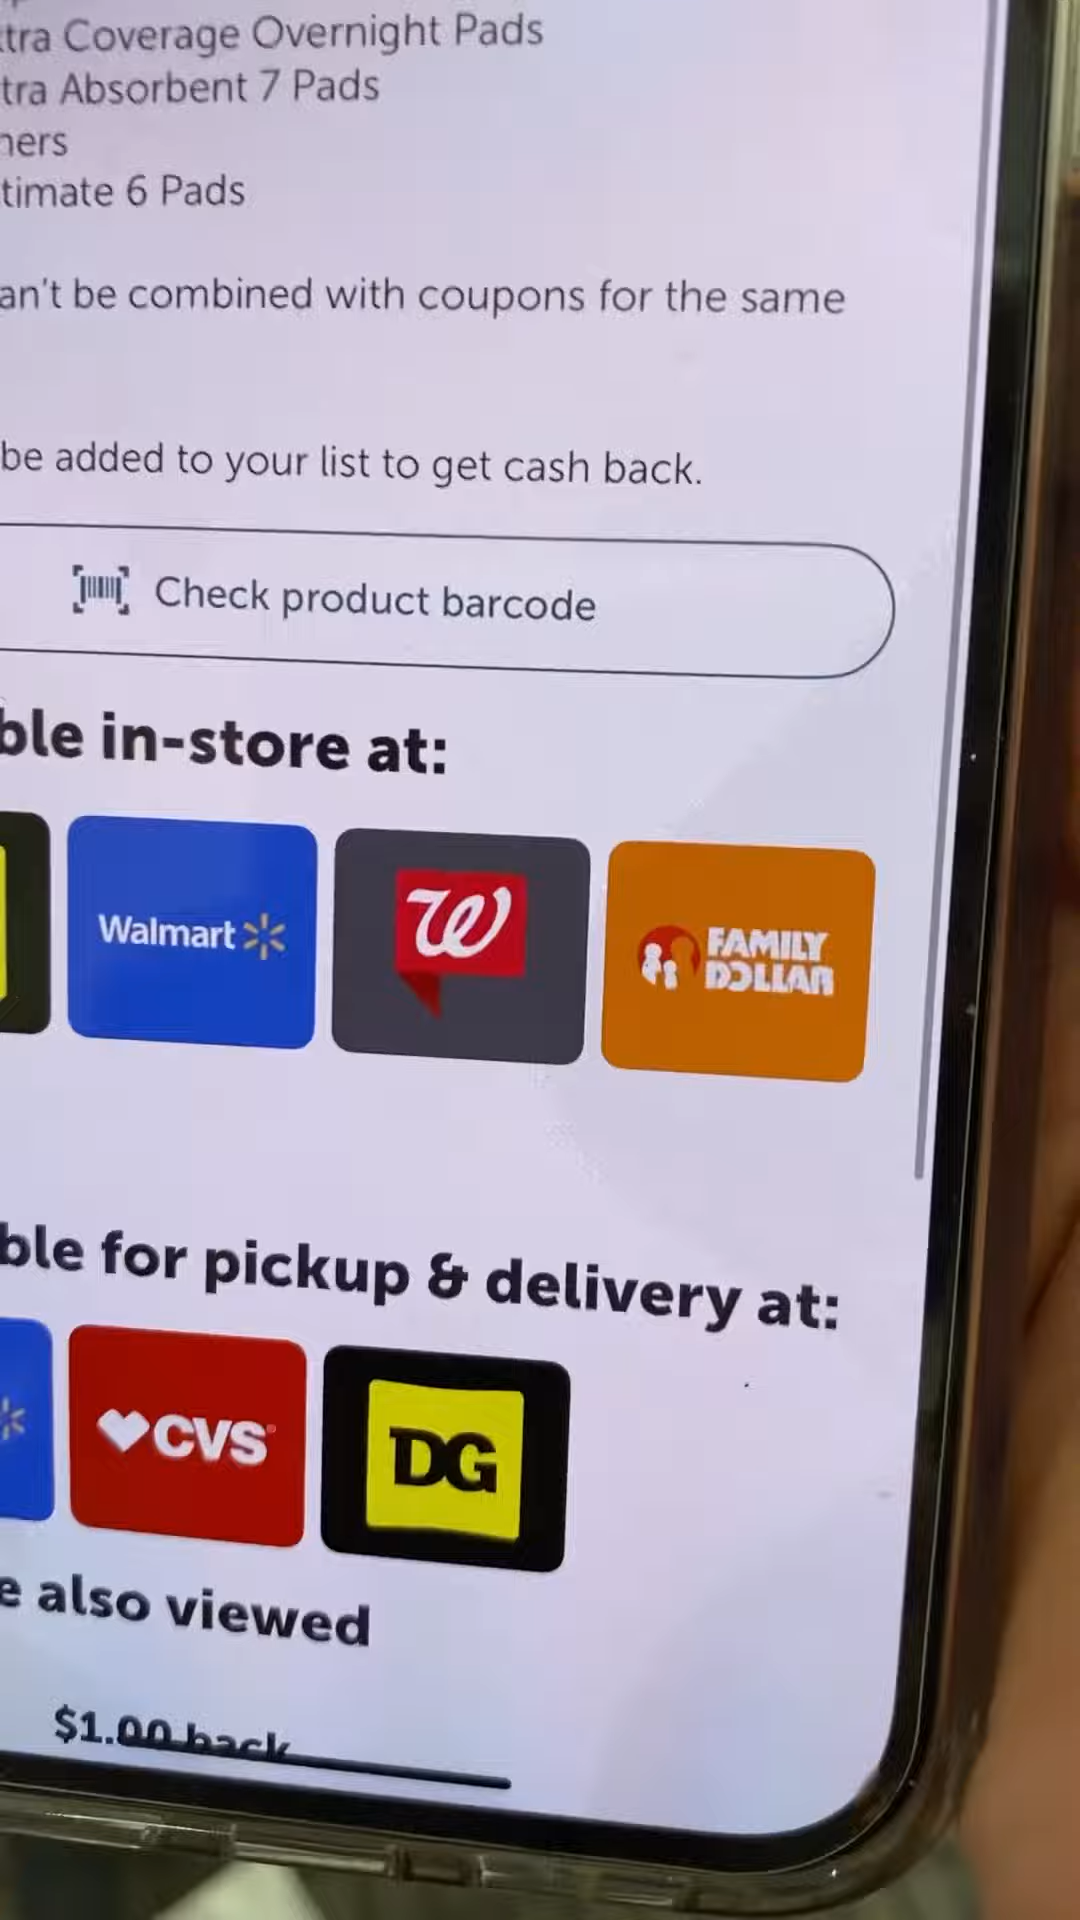 tra Coverage Overnight Pads
tra Absorbent 7 Pads
ners
timate 6 Pads
an't be combined with coupons for the same
be added to your list to get cash back.
Check product barcode
ble in-store at:
Walmart
W
FAMILY
DOLLAR
ble for pickup & delivery at:
CVS
DG
e also viewed
$1.00 back